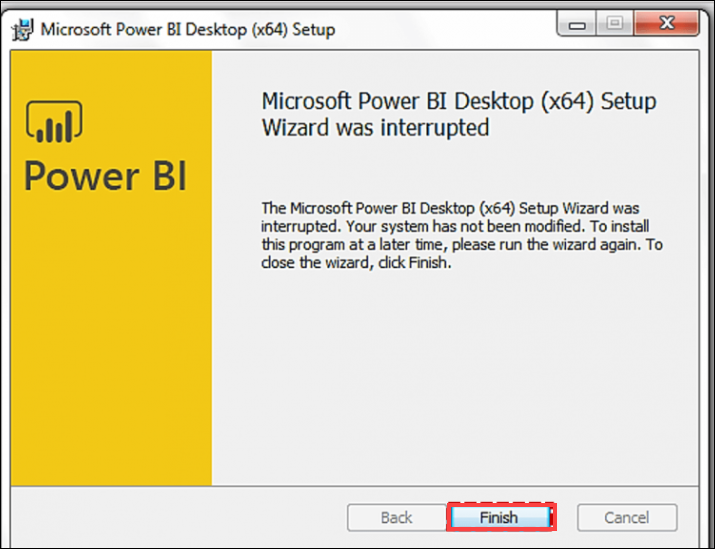 Microsoft Power BI Desktop (x64) Setup
Power BI
Microsoft Power BI Desktop (x64) Setup
Wizard was interrupted
The Microsoft Power BI Desktop (x64) Setup Wizard was
interrupted. Your system has not been modified. To install
this program at a later time, please run the wizard again. To
close the wizard, click Finish.
Back
Finish
Cancel